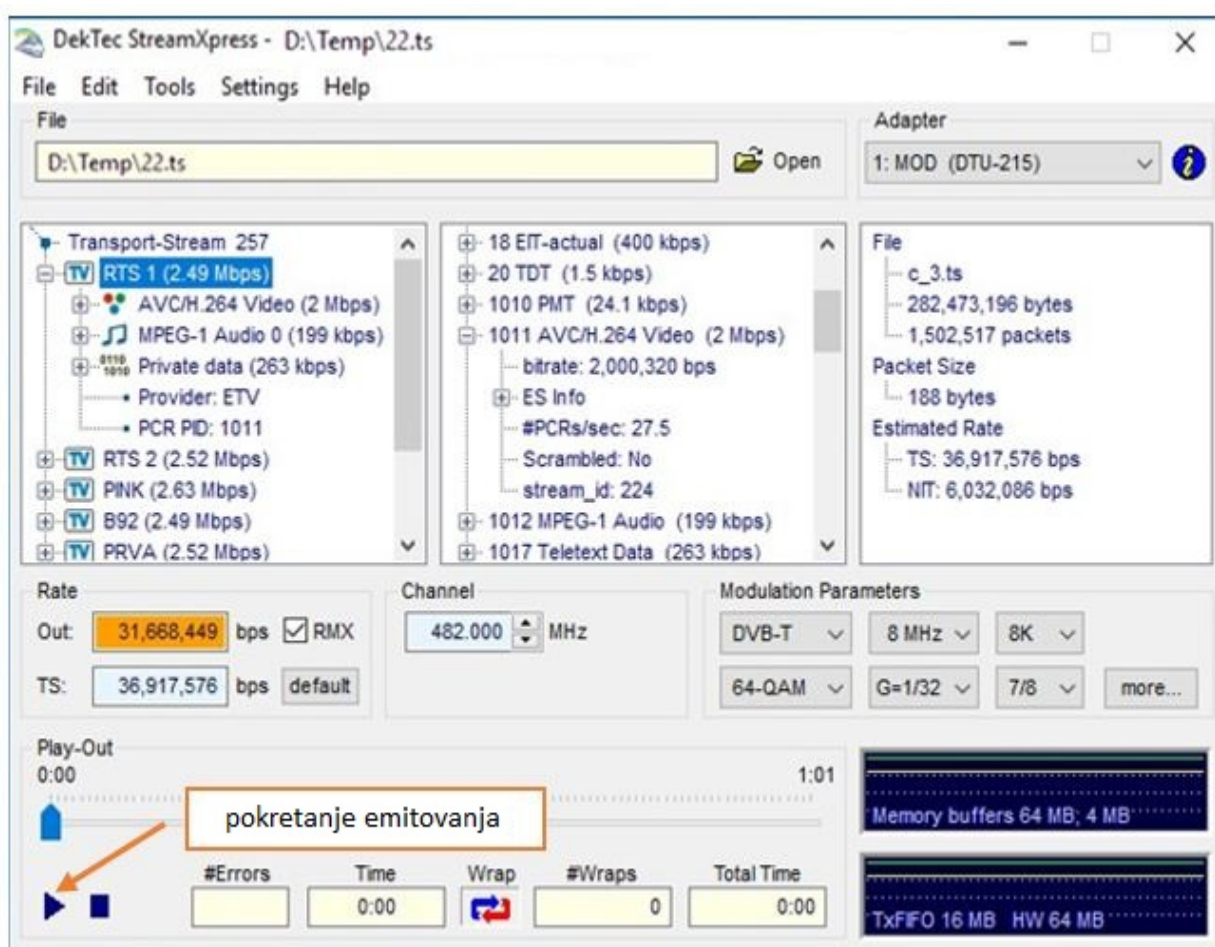 DekTec StreamXpress - D:\Temp\22.ts
File Edit Tools Settings Help
File
D:\Temp\22.ts
Open
Adapter
1: MOD (DTU-215)
Transport-Stream 257
RTS 1 (2.49 Mbps)
AVC/H.264 Video (2 Mbps)
MPEG-1 Audio 0 (199 kbps)
0110
1010
Private data (263 kbps)
Provider: ETV
PCR PID: 1011
TV RTS 2 (2.52 Mbps)
TV PINK (2.63 Mbps)
TV B92 (2.49 Mbps)
TV PRVA (2.52 Mbps)
18 EIT-actual (400 kbps)
20 TDT (1.5 kbps)
1010 PMT (24.1 kbps)
1011 AVC/H.264 Video (2 Mbps)
bitrate: 2,000,320 bps
ES Info
#PCRs/sec: 27.5
Scrambled: No
stream_id: 224
1012 MPEG-1 Audio (199 kbps)
1017 Teletext Data (263 kbps)
File
c_3.ts
282,473,196 bytes
1,502,517 packets
Packet Size
188 bytes
Estimated Rate
TS: 36,917,576 bps
NIT: 6,032,086 bps
Rate
Out: 31,668,449 bps RMX
TS: 36,917,576 bps default
Channel
482.000 MHz
Modulation Parameters
DVB-T 8 MHz 8K
64-QAM G=1/32 7/8 more...
Play-Out
0:00 1:01
pokretanje emitovanja
#Errors Time Wrap #Wraps Total Time
0:00 0 0:00
Memory buffers 64 MB; 4 MB
TxFIFO 16 MB HW 64 MB